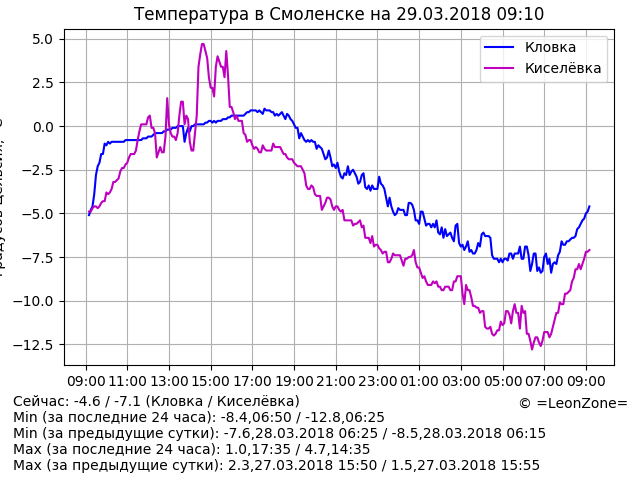 Температура в Смоленске на 29.03.2018 09:10
Кловка
Киселёвка
5.0
2.5
0.0
−2.5
−5.0
−7.5
−10.0
−12.5
09:00 11:00 13:00 15:00 17:00 19:00 21:00 23:00 01:00 03:00 05:00 07:00 09:00
Сейчас: -4.6 / -7.1 (Кловка / Киселёвка)
© =LeonZone=
Min (за последние 24 часа): -8.4,06:50 / -12.8,06:25
Min (за предыдущие сутки): -7.6,28.03.2018 06:25 / -8.5,28.03.2018 06:15
Max (за последние 24 часа): 1.0,17:35 / 4.7,14:35
Max (за предыдущие сутки): 2.3,27.03.2018 15:50 / 1.5,27.03.2018 15:55